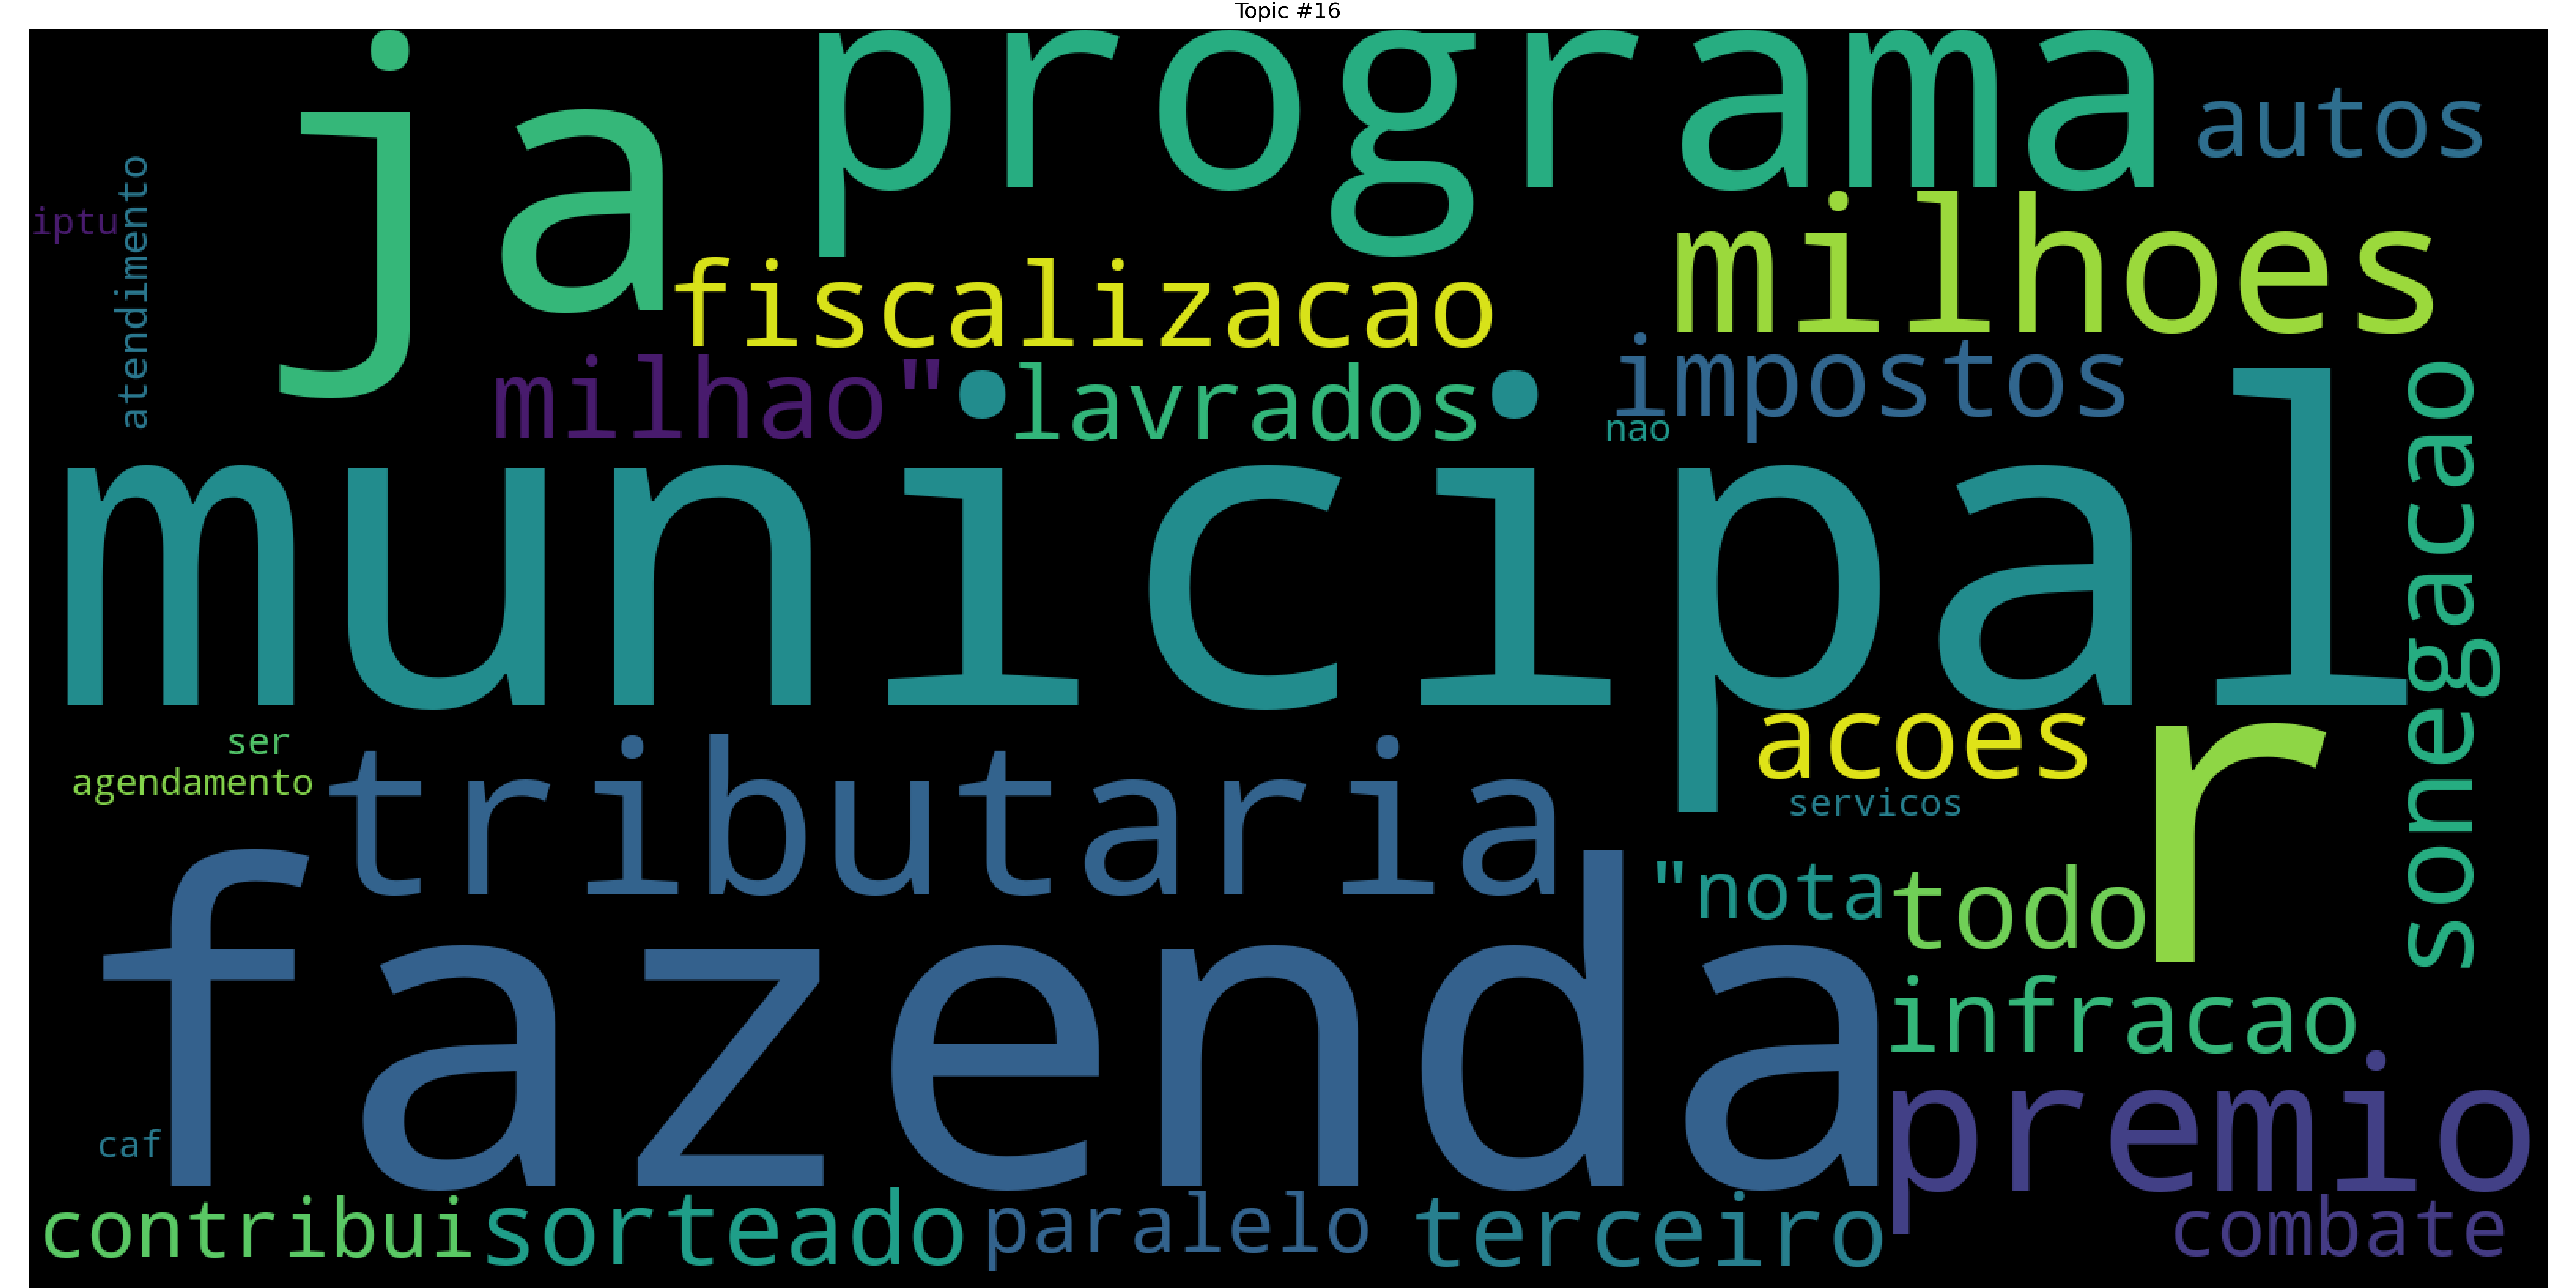 Topic #16
ja
programa
autos
iptu
atendimento
milhoes
fiscalizacao
impostos
milhao"
lavrados
nao
municipal
sonegacao
ser
acoes
r
agendamento
tributaria
servicos
"nota
todo
fazenda
infracao
premio
caf
contribui
sorteado
paralelo
terceiro
combate